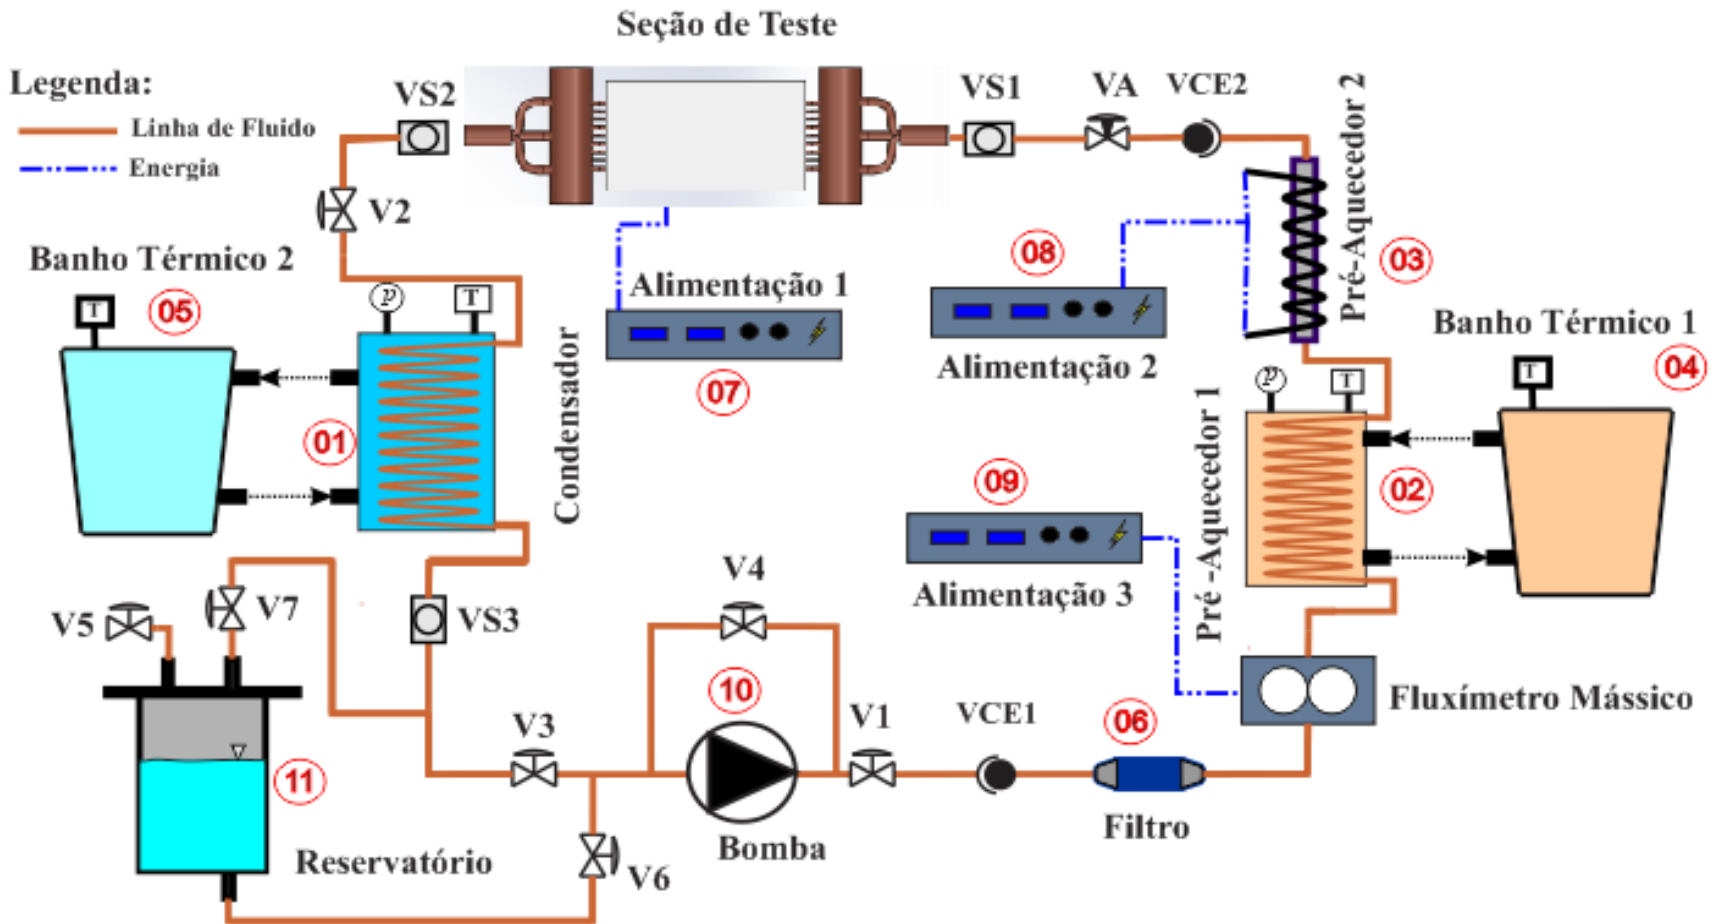 Seção de Teste
Legenda:
Linha de Fluido
Energia
VS2
VS1
VA
VCE2
Pré-Aquecedor 2
V2
Banho Térmico 2
05
T
P
T
Condensador
01
Alimentação 1
07
08
Alimentação 2
03
Banho Térmico 1
04
T
P
T
Pré -Aquecedor 1
02
09
Alimentação 3
V5
V7
VS3
V4
10
V3
V1
VCE1
06
Fluxímetro Mássico
11
Filtro
Bomba
Reservatório
V6